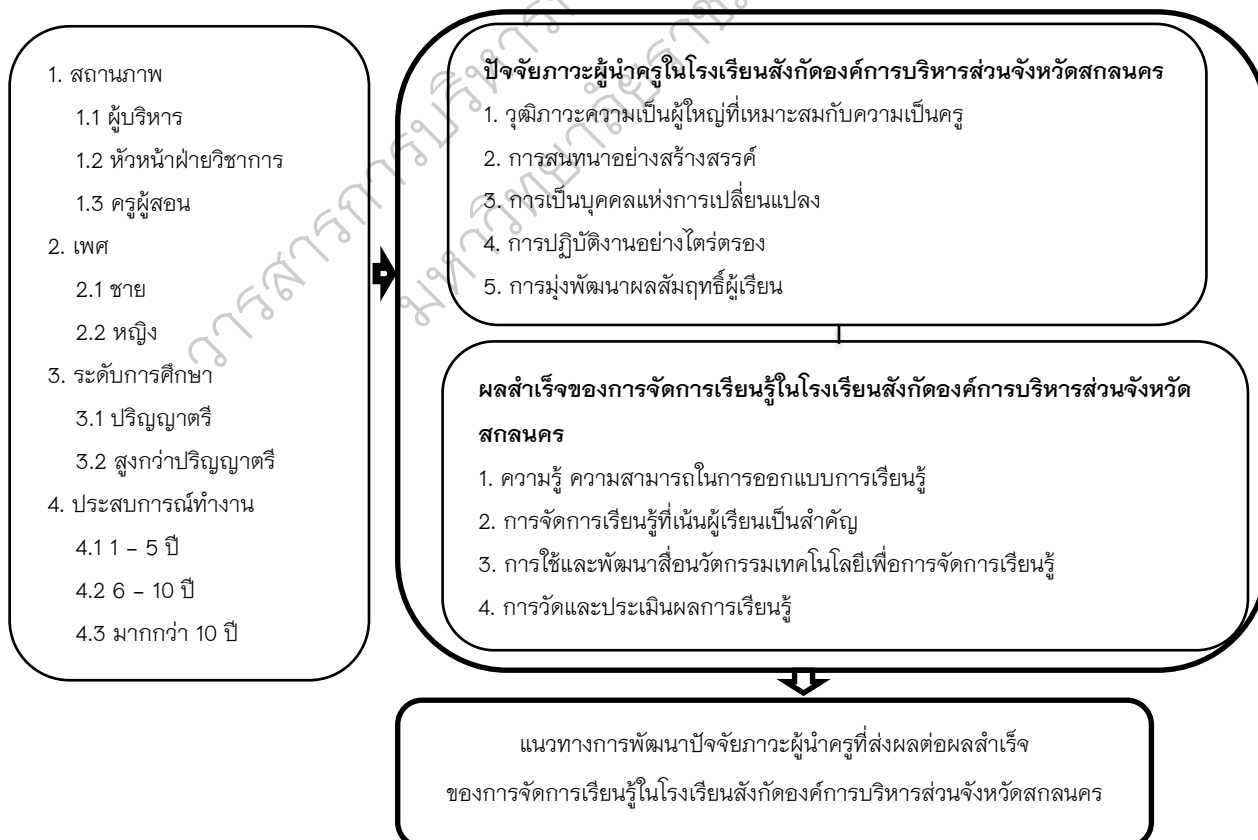 1. สถานภาพ
1.1 ผู้บริหาร
1.2 หัวหน้าฝ่ายวิชาการ
1.3 ครูผู้สอน
2. เพศ
2.1 ชาย
2.2 หญิง
3. ระดับการศึกษา
3.1 ปริญญาตรี
3.2 สูงกว่าปริญญาตรี
4. ประสบการณ์ทำงาน
4.1 1 – 5 ปี
4.2 6 – 10 ปี
4.3 มากกว่า 10 ปี
ปัจจัยภาวะผู้นำครูในโรงเรียนสังกัดองค์การบริหารส่วนจังหวัดสกลนคร
1. วุฒิภาวะความเป็นผู้ใหญ่ที่เหมาะสมกับความเป็นครู
2. การสนทนาอย่างสร้างสรรค์
3. การเป็นบุคคลแห่งการเปลี่ยนแปลง
4. การปฏิบัติงานอย่างไตร่ตรอง
5. การมุ่งพัฒนาผลสัมฤทธิ์ผู้เรียน
ผลสำเร็จของการจัดการเรียนรู้ในโรงเรียนสังกัดองค์การบริหารส่วนจังหวัด
สกลนคร
1. ความรู้ ความสามารถในการออกแบบการเรียนรู้
2. การจัดการเรียนรู้ที่เน้นผู้เรียนเป็นสำคัญ
3. การใช้และพัฒนาสื่อนวัตกรรมเทคโนโลยีเพื่อการจัดการเรียนรู้
4. การวัดและประเมินผลการเรียนรู้
แนวทางการพัฒนาปัจจัยภาวะผู้นำครูที่ส่งผลต่อผลสำเร็จ
ของการจัดการเรียนรู้ในโรงเรียนสังกัดองค์การบริหารส่วนจังหวัดสกลนคร